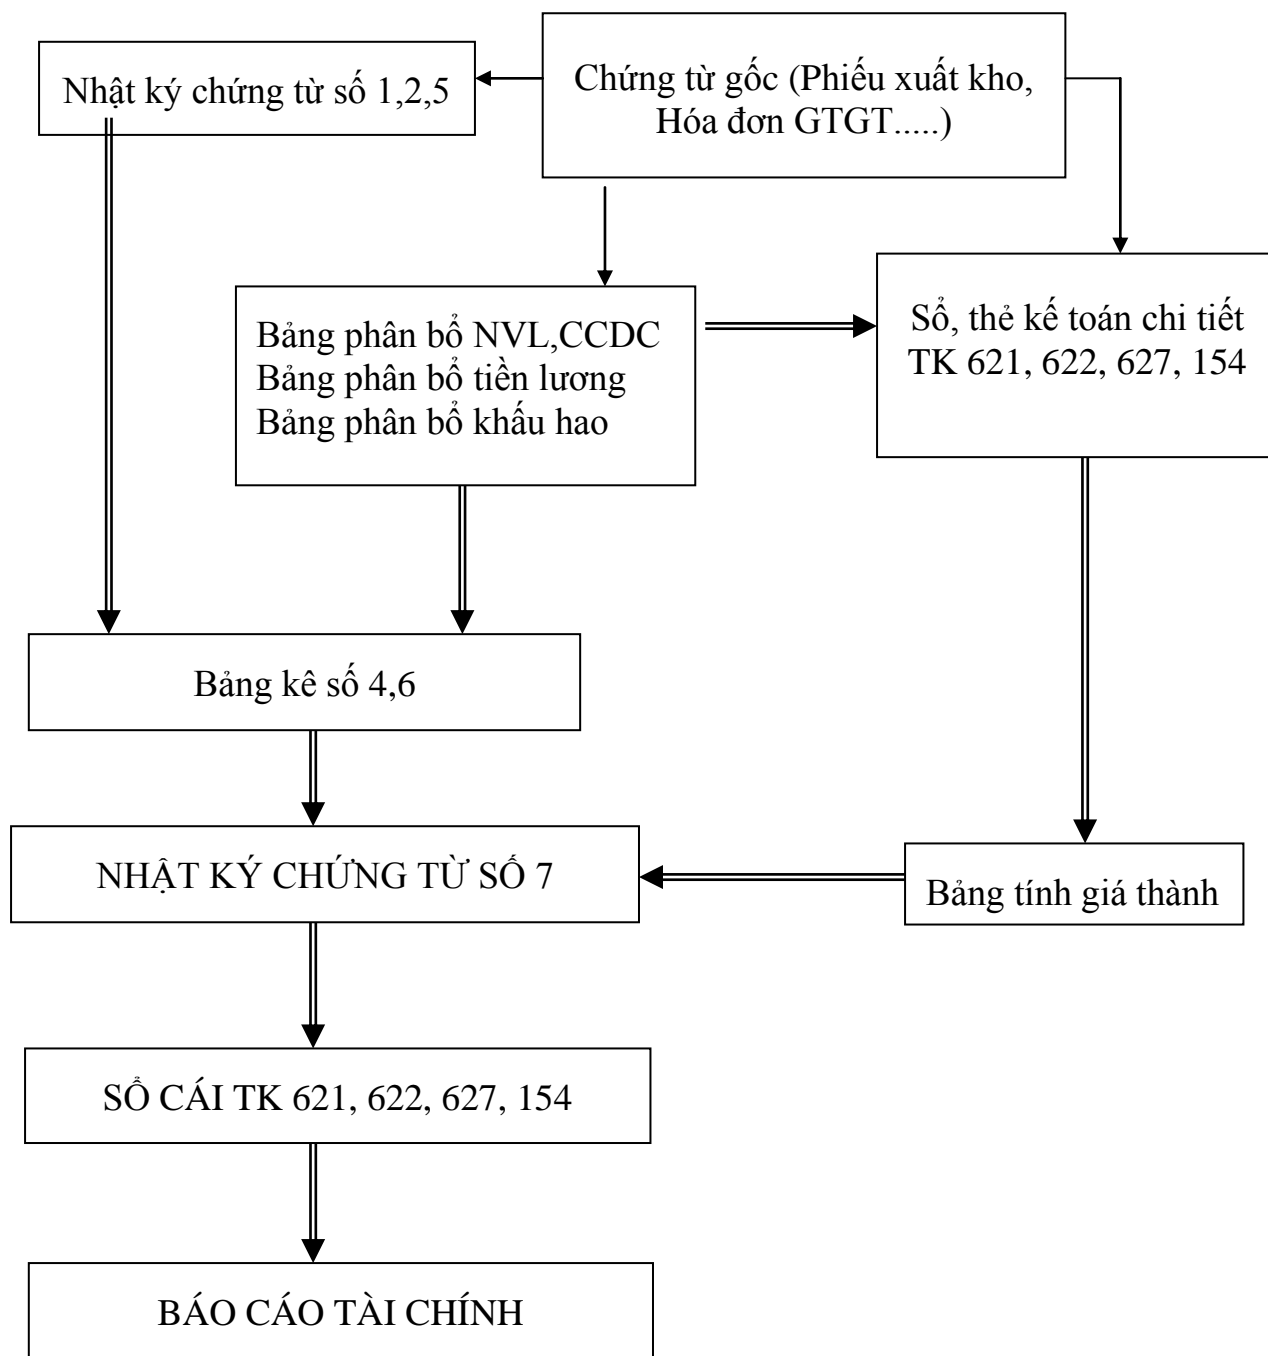 Nhật ký chứng từ số 1,2,5
Chứng từ gốc (Phiếu xuất kho,
Hóa đơn GTGT.....)
Bảng phân bổ NVL,CCDC
Bảng phân bổ tiền lương
Bảng phân bổ khấu hao
Sổ, thẻ kế toán chi tiết
TK 621, 622, 627, 154
Bảng kê số 4,6
NHẬT KÝ CHỨNG TỪ SỐ 7
Bảng tính giá thành
SỔ CÁI TK 621, 622, 627, 154
BÁO CÁO TÀI CHÍNH